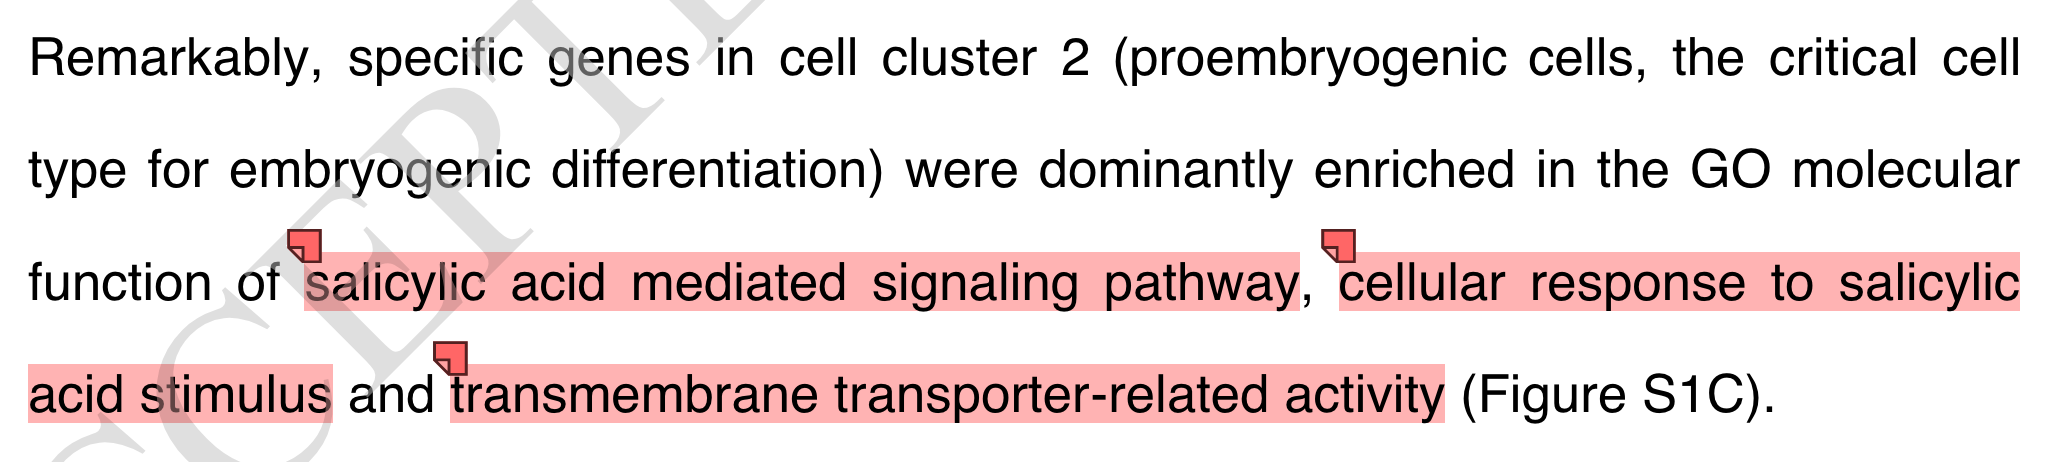 Remarkably, specific genes in cell cluster 2 (proembryogenic cells, the critical cell
type for embryogenic differentiation) were dominantly enriched in the GO molecular
function of salicylic acid mediated signaling pathway, cellular response to salicylic
acid stimulus and transmembrane transporter-related activity (Figure S1C).